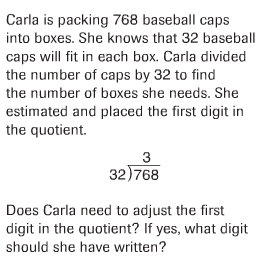 Carla is packing 768 baseball caps
into boxes. She knows that 32 baseball
caps will fit in each box. Carla divided
the number of caps by 32 to find
the number of boxes she needs. She
estimated and placed the first digit in
the quotient.
3
32)768
Does Carla need to adjust the first
digit in the quotient? If yes, what digit
should she have written?